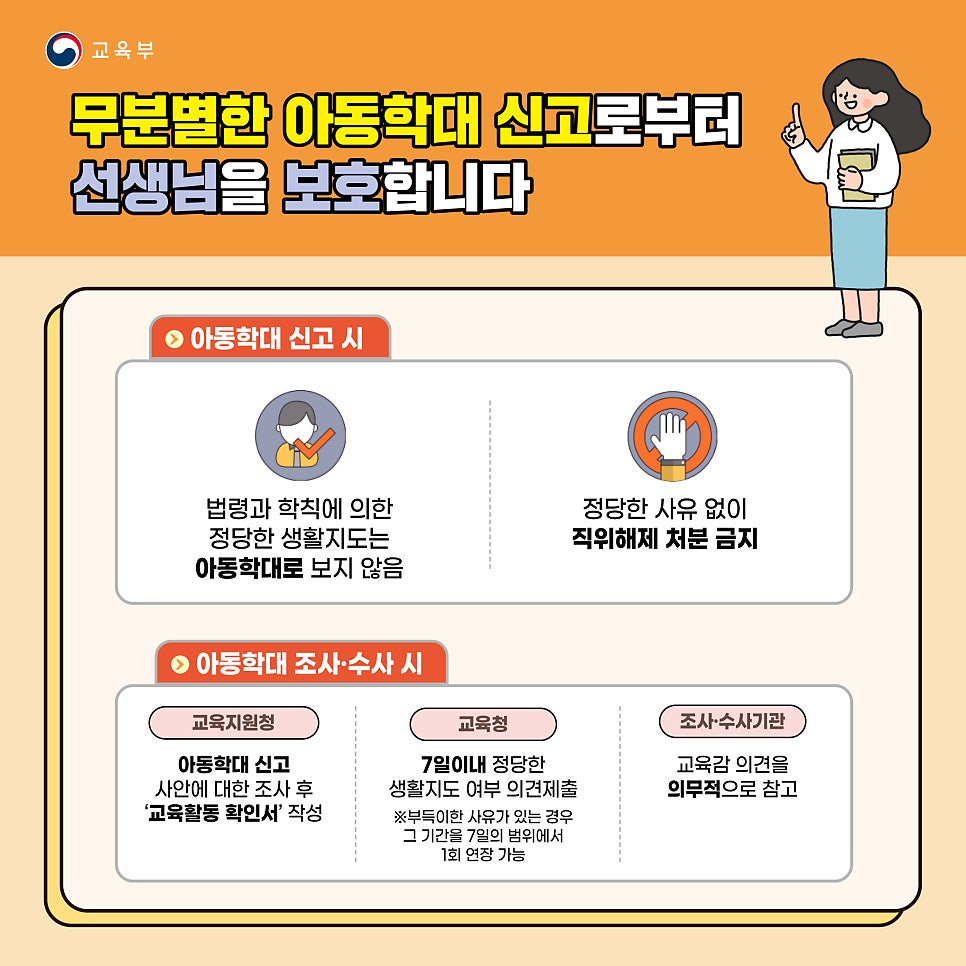 교육부
무분별한 아동학대 신고로부터
선생님을 보호합니다
아동학대 신고 시
법령과 학칙에 의한
정당한 생활지도는
아동학대로 보지 않음
정당한 사유 없이
직위해제 처분 금지
아동학대 조사·수사 시
교육지원청
아동학대 신고
사안에 대한 조사 후
‘교육활동 확인서’ 작성
교육청
7일이내 정당한
생활지도 여부 의견제출
※부득이한 사유가 있는 경우
그 기간을 7일의 범위에서
1회 연장 가능
조사·수사기관
교육감 의견을
의무적으로 참고